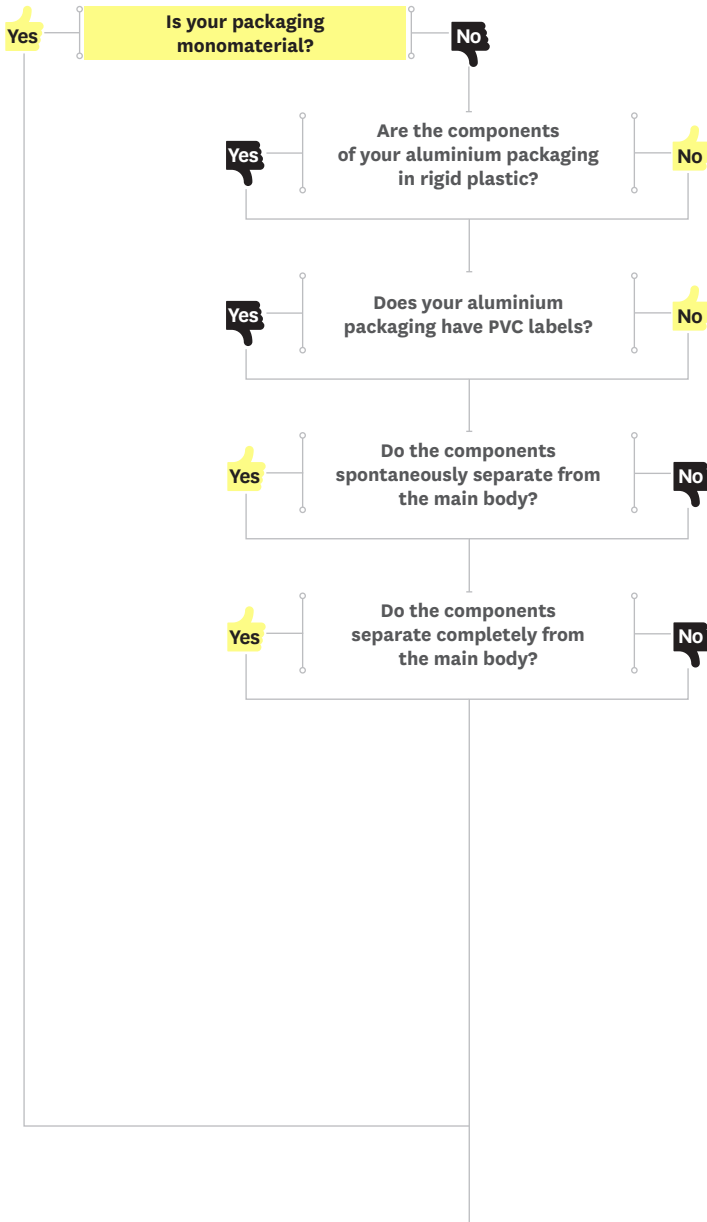 Yes
Is your packaging
monomaterial?
No
Are the components
of your aluminium packaging
in rigid plastic?
Yes
No
Does your aluminium
packaging have PVC labels?
Yes
No
Do the components
spontaneously separate from
the main body?
Yes
No
Do the components
separate completely from
the main body?
Yes
No